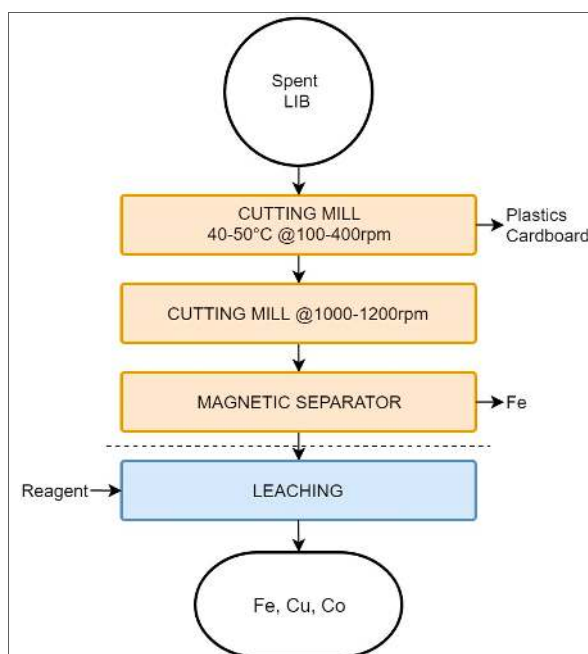 Spent
LIB
CUTTING MILL
40-50°C @100-400rpm
Plastics
Cardboard
CUTTING MILL @1000-1200rpm
MAGNETIC SEPARATOR
Fe
Reagent
LEACHING
Fe, Cu, Co